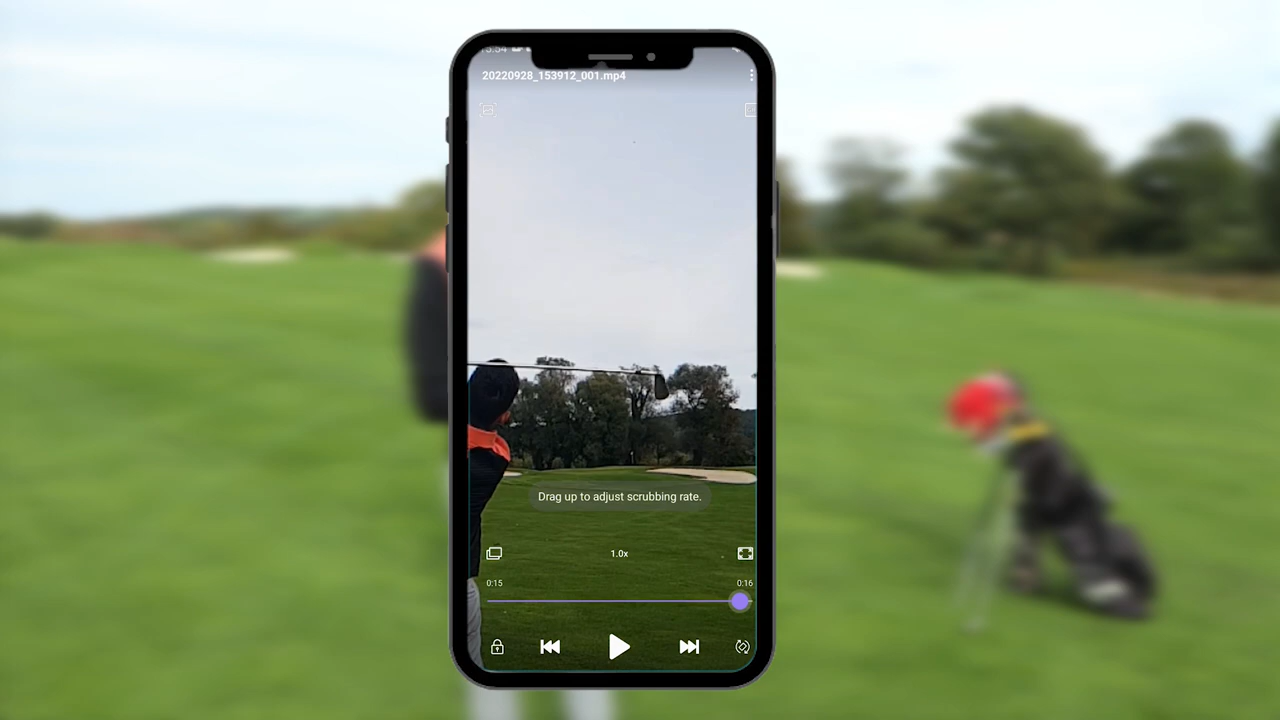 20220928_153912_001.mp4
Drag up to adjust scrubbing rate.
1.0x
0:15
0:16